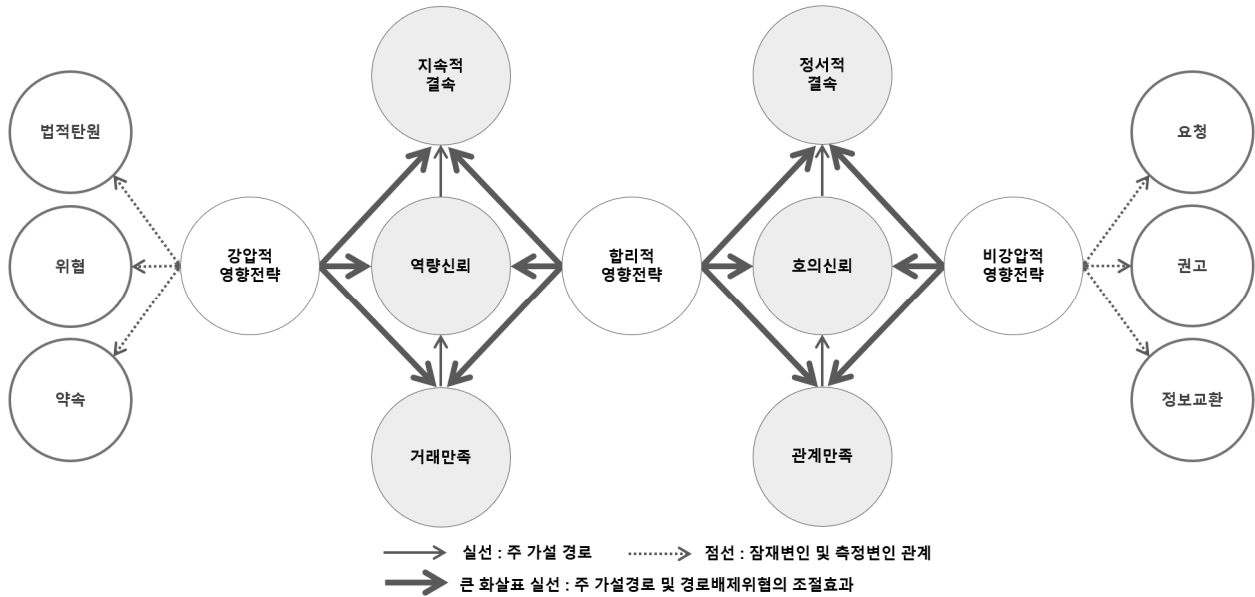 지속적
결속
정서적
결속
법적탄원
요청
위협
강압적
영향전략
역량신뢰
합리적
영향전략
호의신뢰
비강압적
영향전략
권고
약속
정보교환
거래만족
관계만족
실선 : 주 가설 경로
점선 : 잠재변인 및 측정변인 관계
큰 화살표 실선 : 주 가설경로 및 경로배제위협의 조절효과